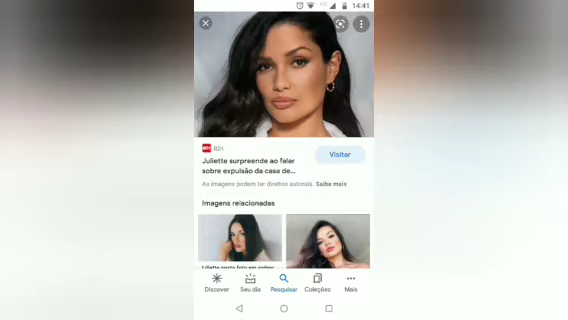 14:41
RD1
Juliette surpreende ao falar
sobre expulsão da casa de...
Visitar
As imagens podem ter direitos autorais. Saiba mais
Imagens relacionadas
Discover
Seu dia
Pesquisar
Coleções
Mais